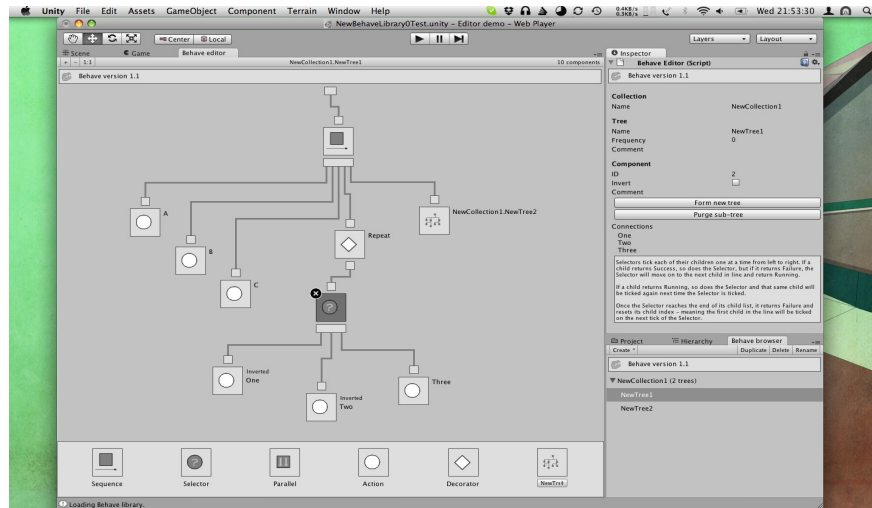 Unity File Edit Assets GameObject Component Terrain Window Help 0.4KB/s 0.3KB/s Wed 21:53:30
NewBehaveLibrary0Test.unity - Editor demo - Web Player
Center Local Layers Layout
Scene Game Behave editor
+ - 1:1 NewCollection1.NewTree1 10 components
Behave version 1.1
A
B
C
Repeat
NewCollection1.NewTree2
Inverted
One
Inverted
Two
Three
Sequence Selector Parallel Action Decorator NewTree
Loading Behave library.
Inspector
Behave Editor (Script)
Behave version 1.1
Collection
Name NewCollection1
Tree
Name NewTree1
Frequency 0
Comment
Component
ID 2
Invert
Comment
Form new tree
Purge sub-tree
Connections
One
Two
Three
Selectors tick each of their children one at a time from left to right. If a
child returns Success, so does the Selector, but if it returns Failure, the
Selector will move on to the next child in line and return Running.
If a child returns Running, so does the Selector and that same child will
be ticked again next time the Selector is ticked.
Once the Selector reaches the end of its child list, it returns Failure and
resets its child index - meaning the first child in the line will be ticked
on the next tick of the Selector.
Project Hierarchy Behave browser
Create Duplicate Delete Rename
Behave version 1.1
NewCollection1 (2 trees)
NewTree1
NewTree2